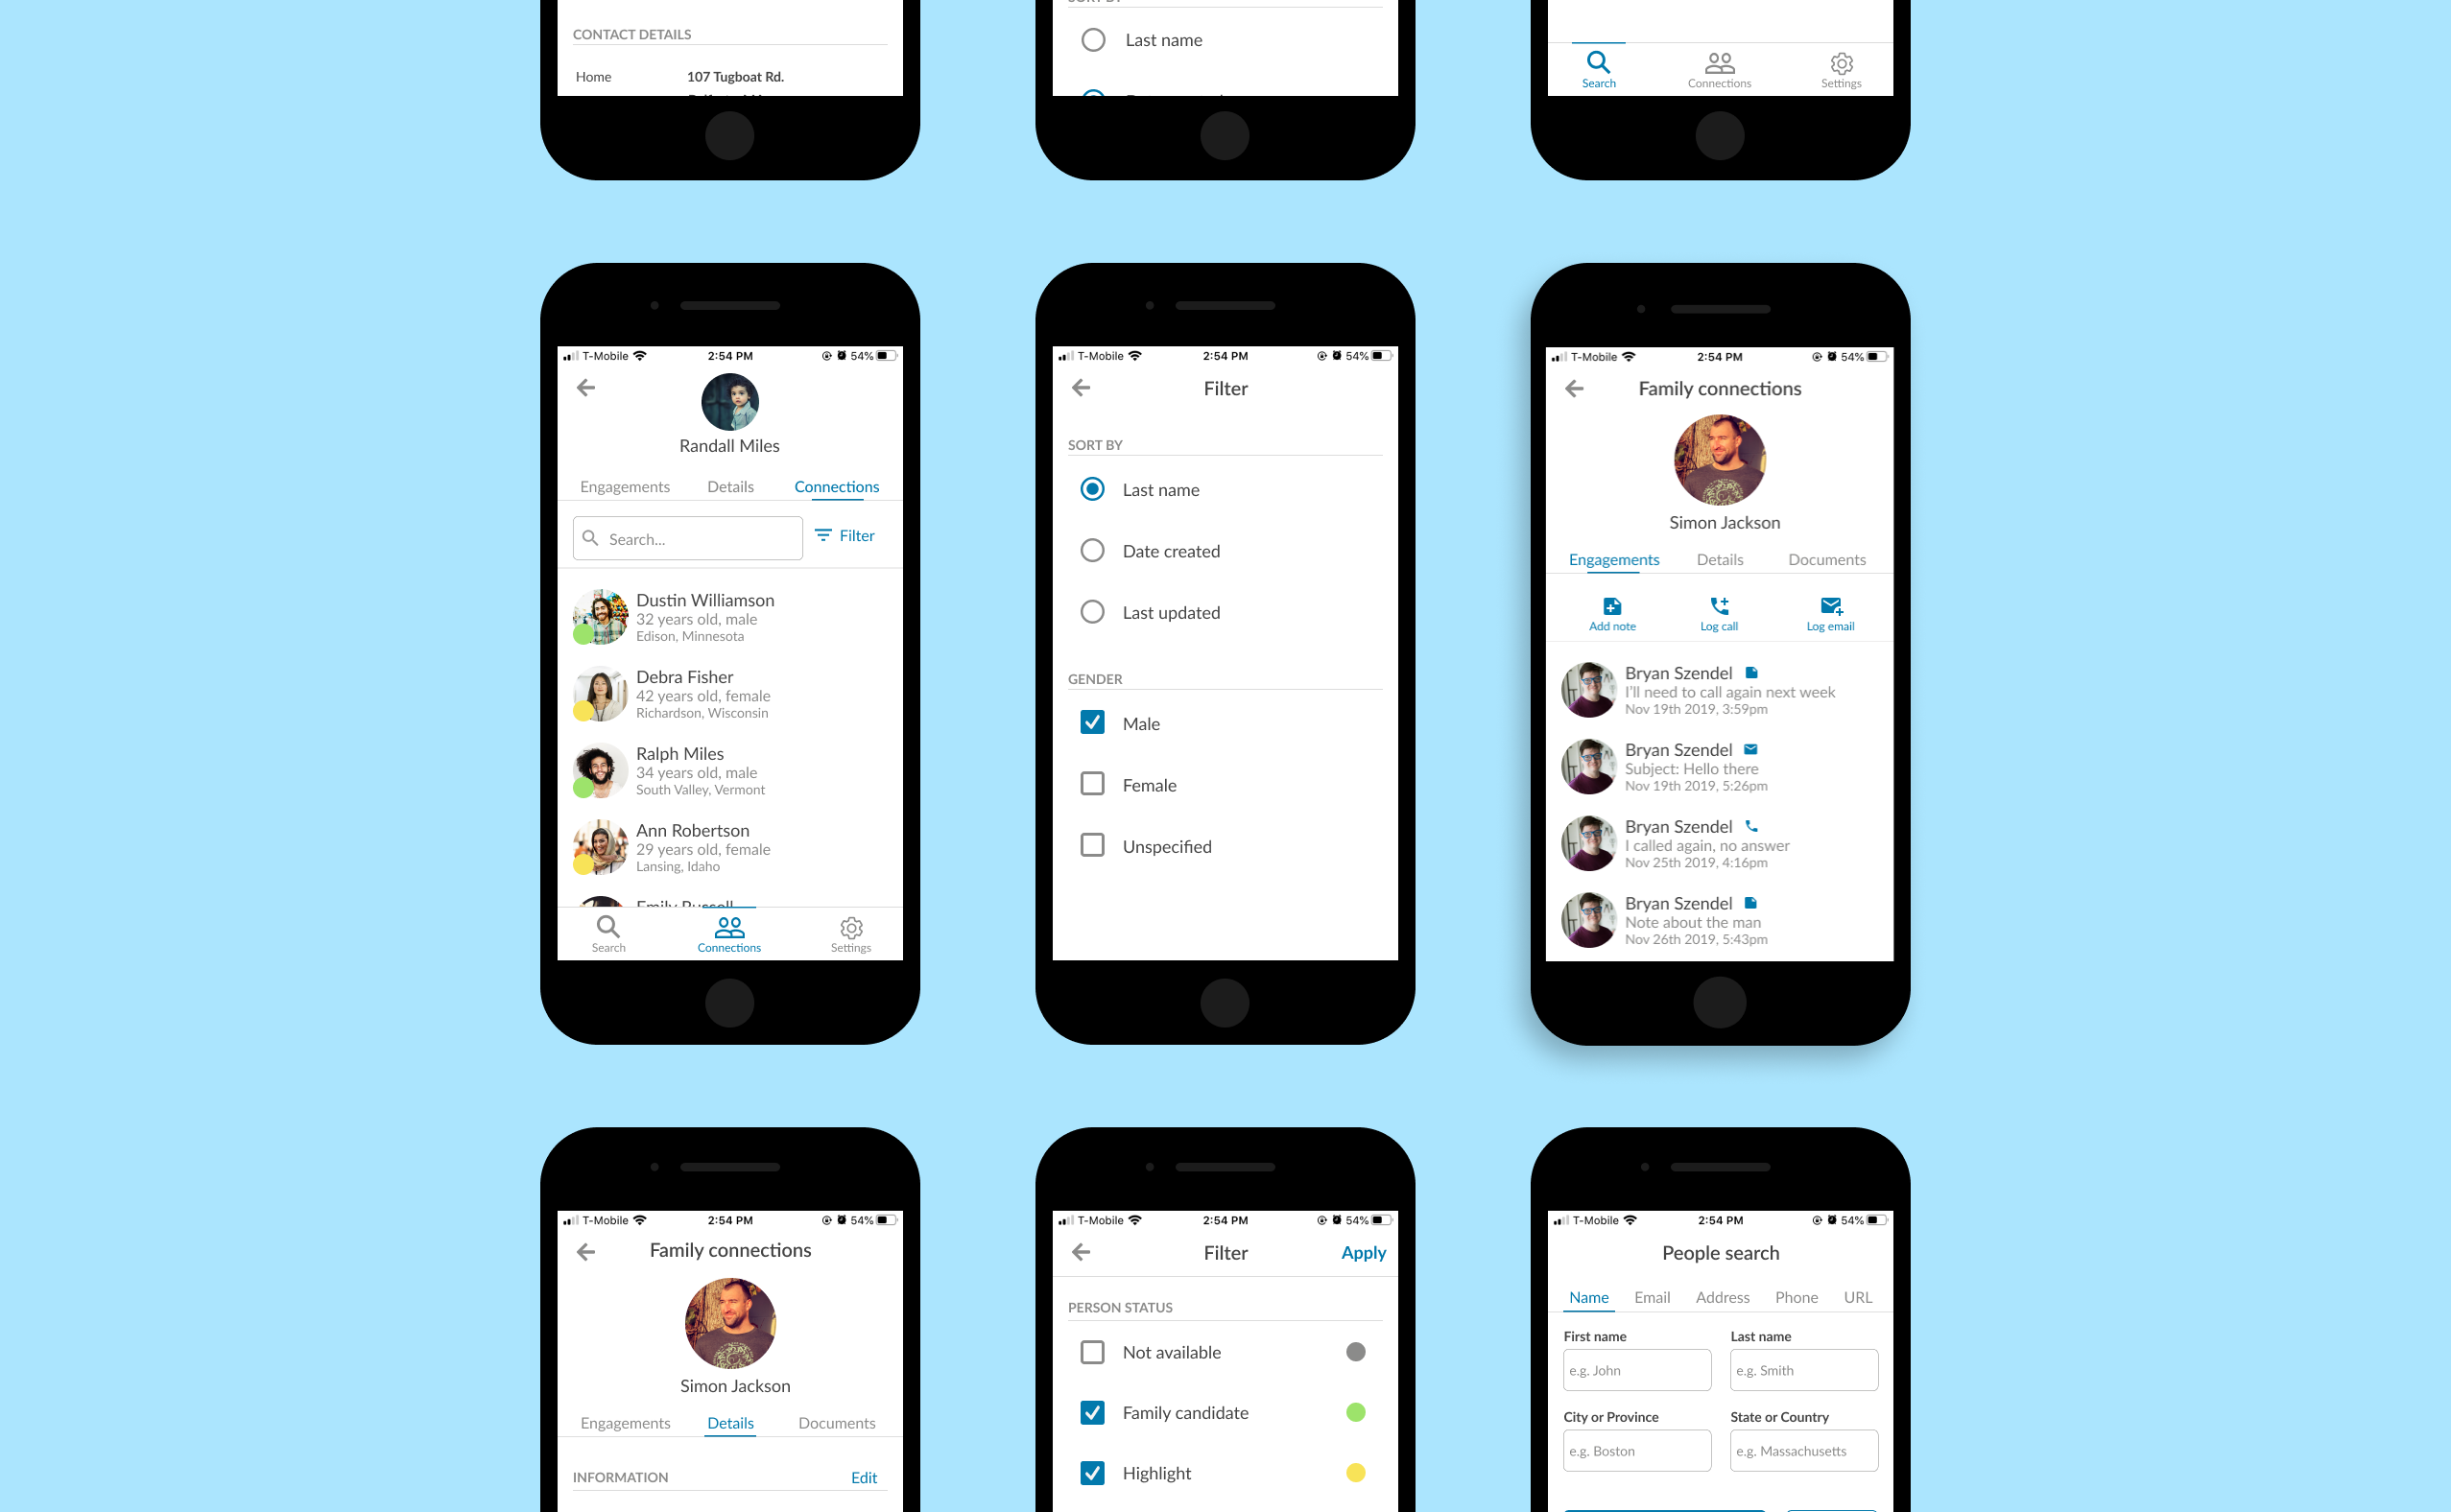 CONTACT DETAILS
Home 107 Tugboat Rd.
Last name
Search Connections Settings
T-Mobile 2:54 PM 54%
Randall Miles
Engagements Details Connections
Search... Filter
Dustin Williamson
32 years old, male
Edison, Minnesota
Debra Fisher
42 years old, female
Richardson, Wisconsin
Ralph Miles
34 years old, male
South Valley, Vermont
Ann Robertson
29 years old, female
Lansing, Idaho
Emily Russell
Search Connections Settings
T-Mobile 2:54 PM 54%
Filter
SORT BY
Last name
Date created
Last updated
GENDER
Male
Female
Unspecified
T-Mobile 2:54 PM 54%
Family connections
Simon Jackson
Engagements Details Documents
Add note Log call Log email
Bryan Szendel
I'll need to call again next week
Nov 19th 2019, 3:59pm
Bryan Szendel
Subject: Hello there
Nov 19th 2019, 5:26pm
Bryan Szendel
I called again, no answer
Nov 25th 2019, 4:16pm
Bryan Szendel
Note about the man
Nov 26th 2019, 5:43pm
T-Mobile 2:54 PM 54%
Family connections
Simon Jackson
Engagements Details Documents
INFORMATION Edit
T-Mobile 2:54 PM 54%
Filter Apply
PERSON STATUS
Not available
Family candidate
Highlight
T-Mobile 2:54 PM 54%
People search
Name Email Address Phone URL
First name Last name
e.g. John e.g. Smith
City or Province State or Country
e.g. Boston e.g. Massachusetts